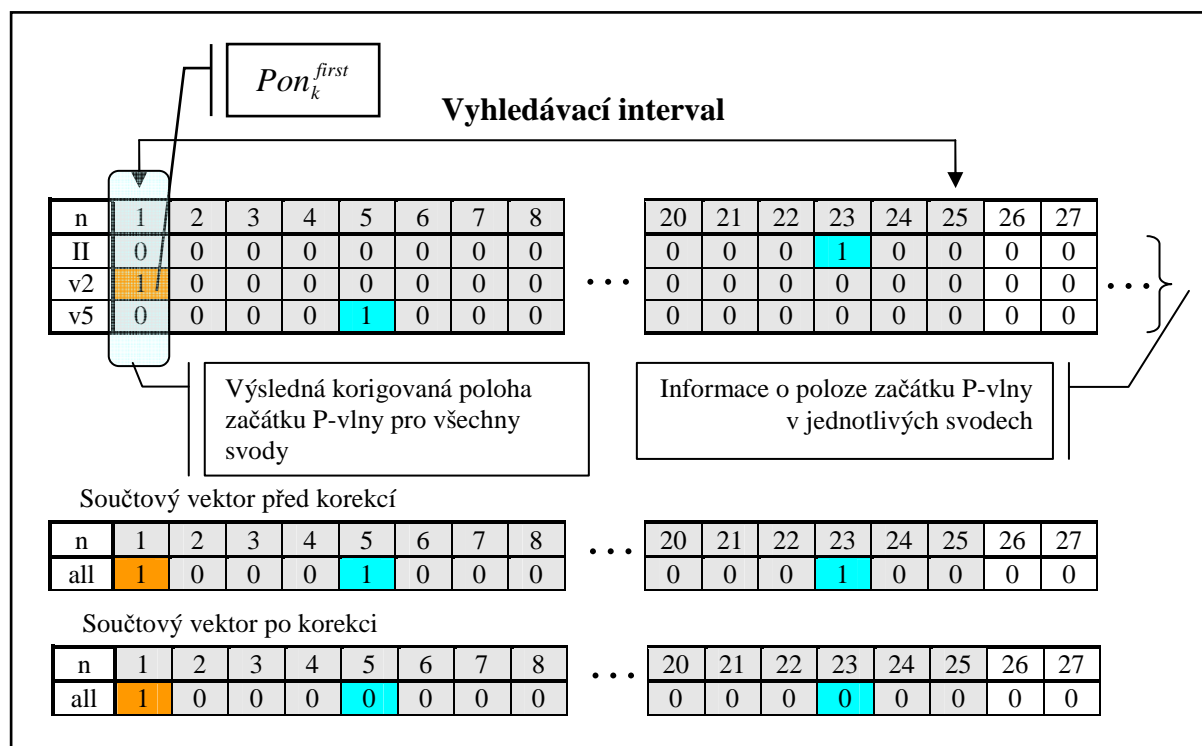 Pon_k^{first}
Vyhledávací interval
n 1 2 3 4 5 6 7 8 20 21 22 23 24 25 26 27
II 0 0 0 0 0 0 0 0 0 0 0 1 0 0 0 0
v2 1 0 0 0 0 0 0 0 ... 0 0 0 0 0 0 0 0 ...
v5 0 0 0 0 1 0 0 0 0 0 0 0 0 0 0 0
Výsledná korigovaná poloha
začátku P-vlny pro všechny
svody
Informace o poloze začátku P-vlny
v jednotlivých svodech
Součtový vektor před korekcí
n 1 2 3 4 5 6 7 8 ... 20 21 22 23 24 25 26 27
all 1 0 0 0 1 0 0 0 0 0 0 1 0 0 0 0
Součtový vektor po korekci
n 1 2 3 4 5 6 7 8 ... 20 21 22 23 24 25 26 27
all 1 0 0 0 0 0 0 0 0 0 0 0 0 0 0 0